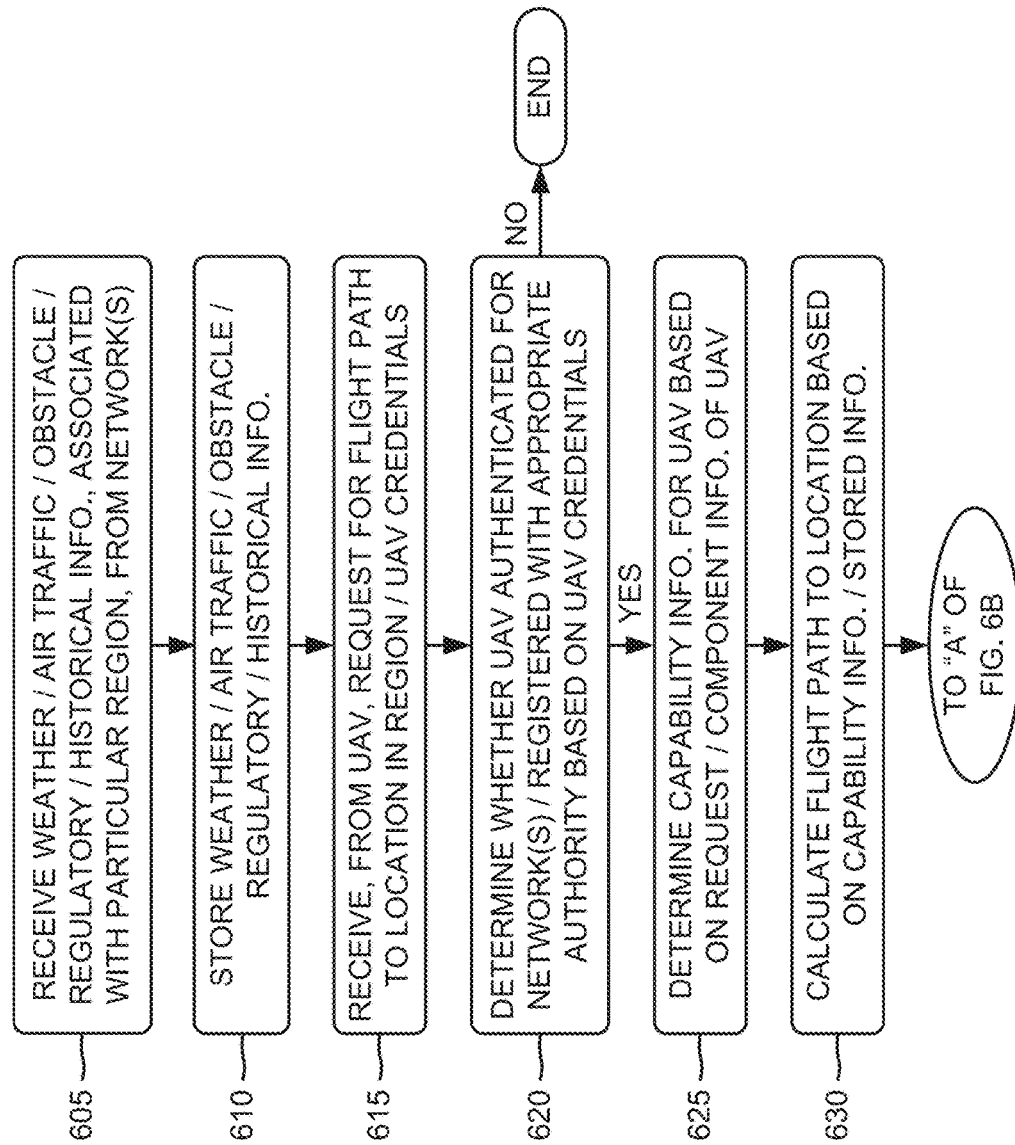 605
RECEIVE WEATHER / AIR TRAFFIC / OBSTACLE /
REGULATORY / HISTORICAL INFO., ASSOCIATED
WITH PARTICULAR REGION, FROM NETWORK(S)
610
STORE WEATHER / AIR TRAFFIC / OBSTACLE /
REGULATORY / HISTORICAL INFO.
615
RECEIVE, FROM UAV, REQUEST FOR FLIGHT PATH
TO LOCATION IN REGION / UAV CREDENTIALS
620
DETERMINE WHETHER UAV AUTHENTICATED FOR
NETWORK(S) / REGISTERED WITH APPROPRIATE
AUTHORITY BASED ON UAV CREDENTIALS
NO
END
YES
625
DETERMINE CAPABILITY INFO. FOR UAV BASED
ON REQUEST / COMPONENT INFO. OF UAV
630
CALCULATE FLIGHT PATH TO LOCATION BASED
ON CAPABILITY INFO. / STORED INFO.
TO "A" OF
FIG. 6B